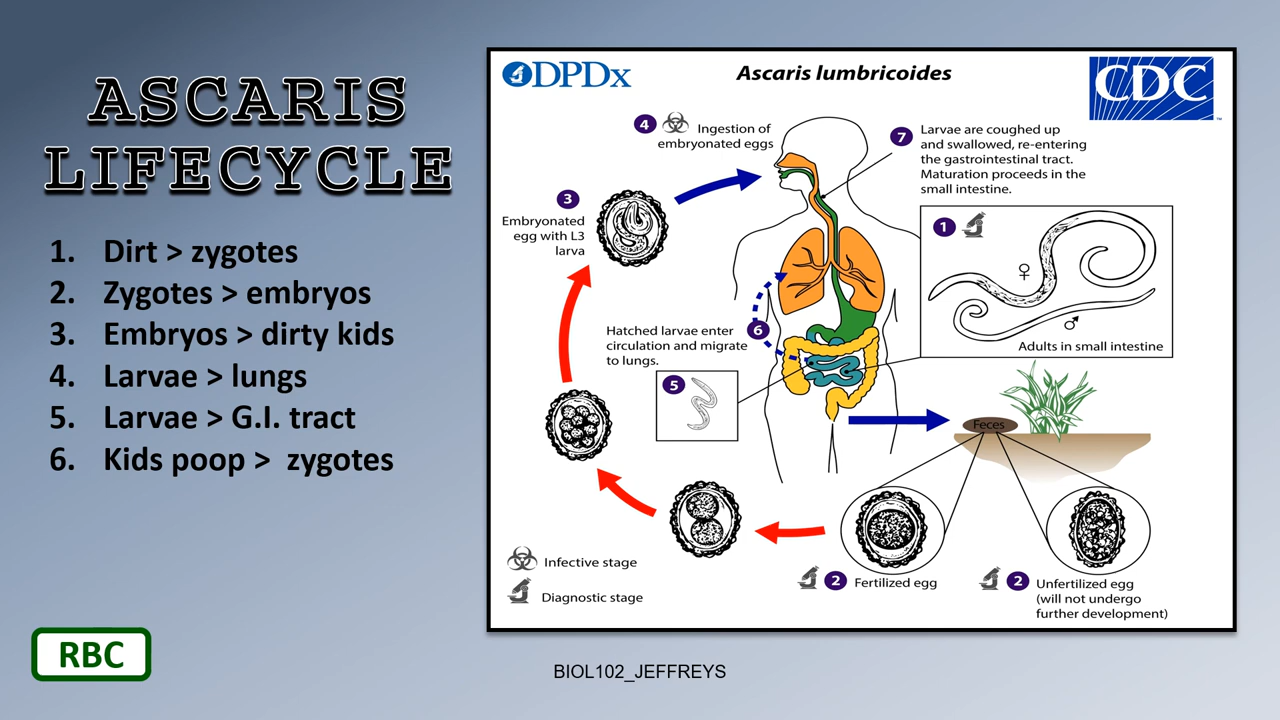 ASCARIS
LIFECYCLE
1. Dirt > zygotes
2. Zygotes > embryos
3. Embryos > dirty kids
4. Larvae > lungs
5. Larvae > G.I. tract
6. Kids poop > zygotes
RBC
BIOL102_JEFFREYS
DPDx
Ascaris lumbricoides
CDC
™
4 Ingestion of
embryonated eggs
7 Larvae are coughed up
and swallowed, re-entering
the gastrointestinal tract.
Maturation proceeds in the
small intestine.
3
Embryonated
egg with L3
larva
1
♀
♂
Adults in small intestine
Hatched larvae enter
circulation and migrate
to lungs.
6
5
Feces
2 Fertilized egg
2 Unfertilized egg
(will not undergo
further development)
Infective stage
Diagnostic stage